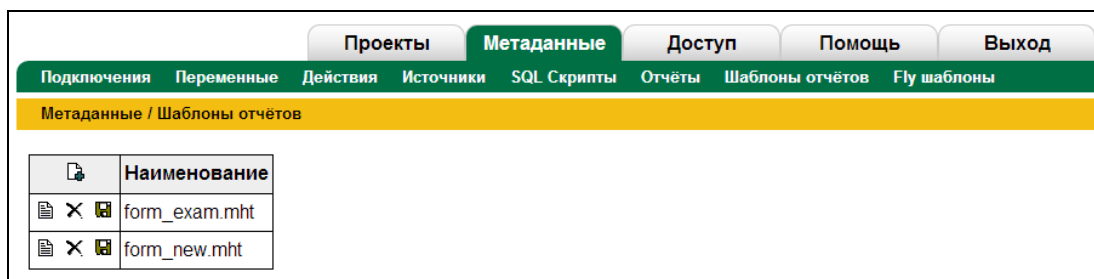 Проекты Метаданные Доступ Помощь Выход
Подключения Переменные Действия Источники SQL Скрипты Отчёты Шаблоны отчётов Fly шаблоны
Метаданные / Шаблоны отчётов
Наименование
form_exam.mht
form_new.mht